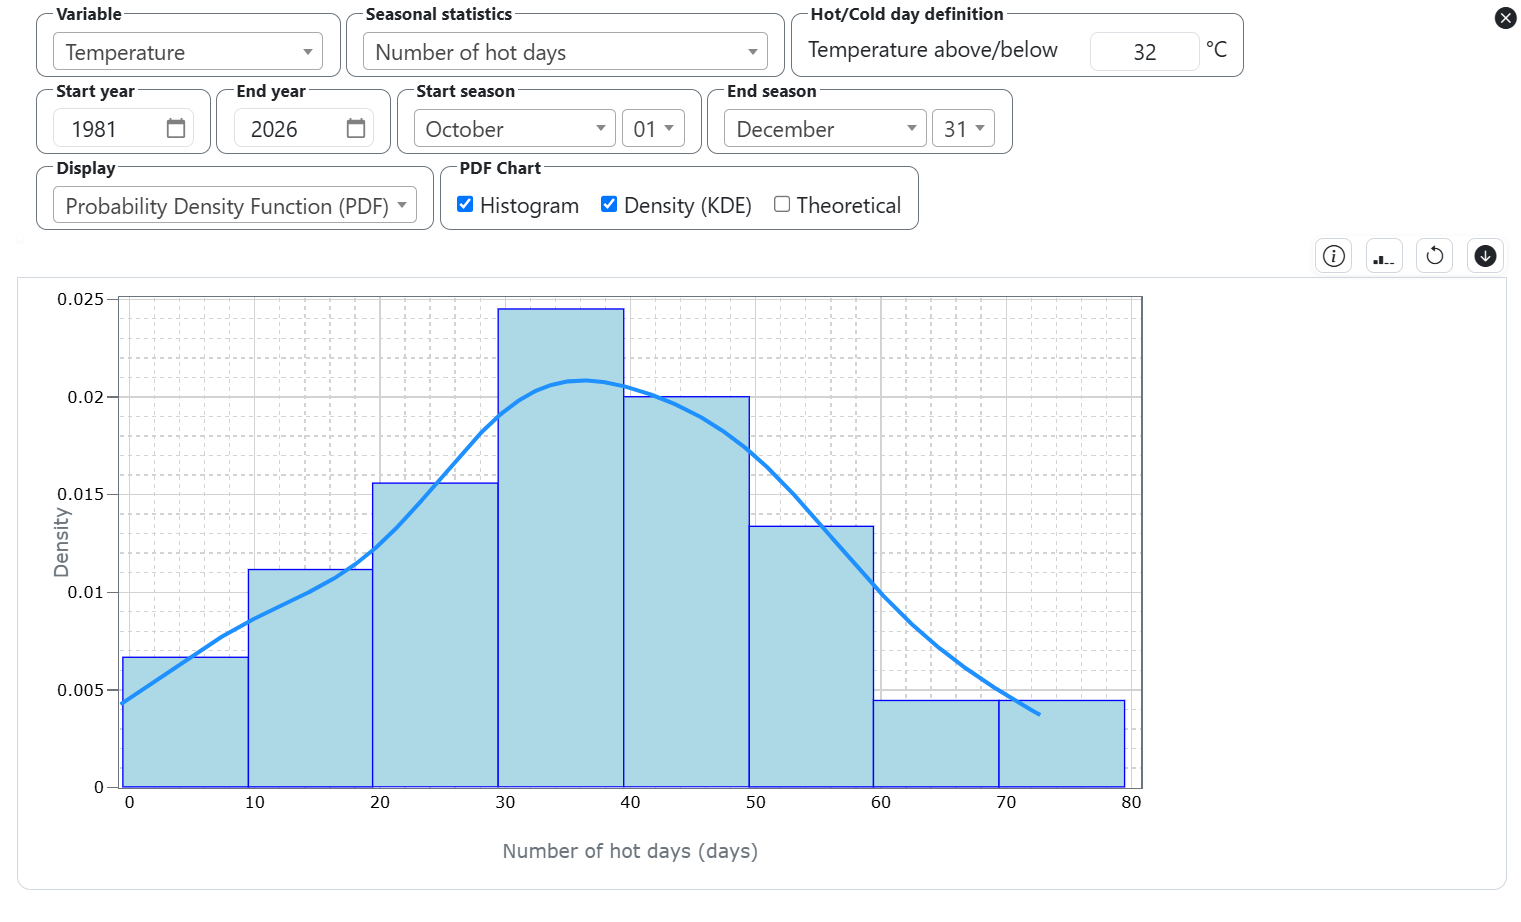 Variable
Seasonal statistics
Hot/Cold day definition
Temperature
Number of hot days
Temperature above/below 32 °C
Start year
End year
Start season
End season
1981
2026
October 01
December 31
Display
PDF Chart
Probability Density Function (PDF)
Histogram
Density (KDE)
Theoretical
0.025
0.02
0.015
0.01
0.005
0
Density
0 10 20 30 40 50 60 70 80
Number of hot days (days)